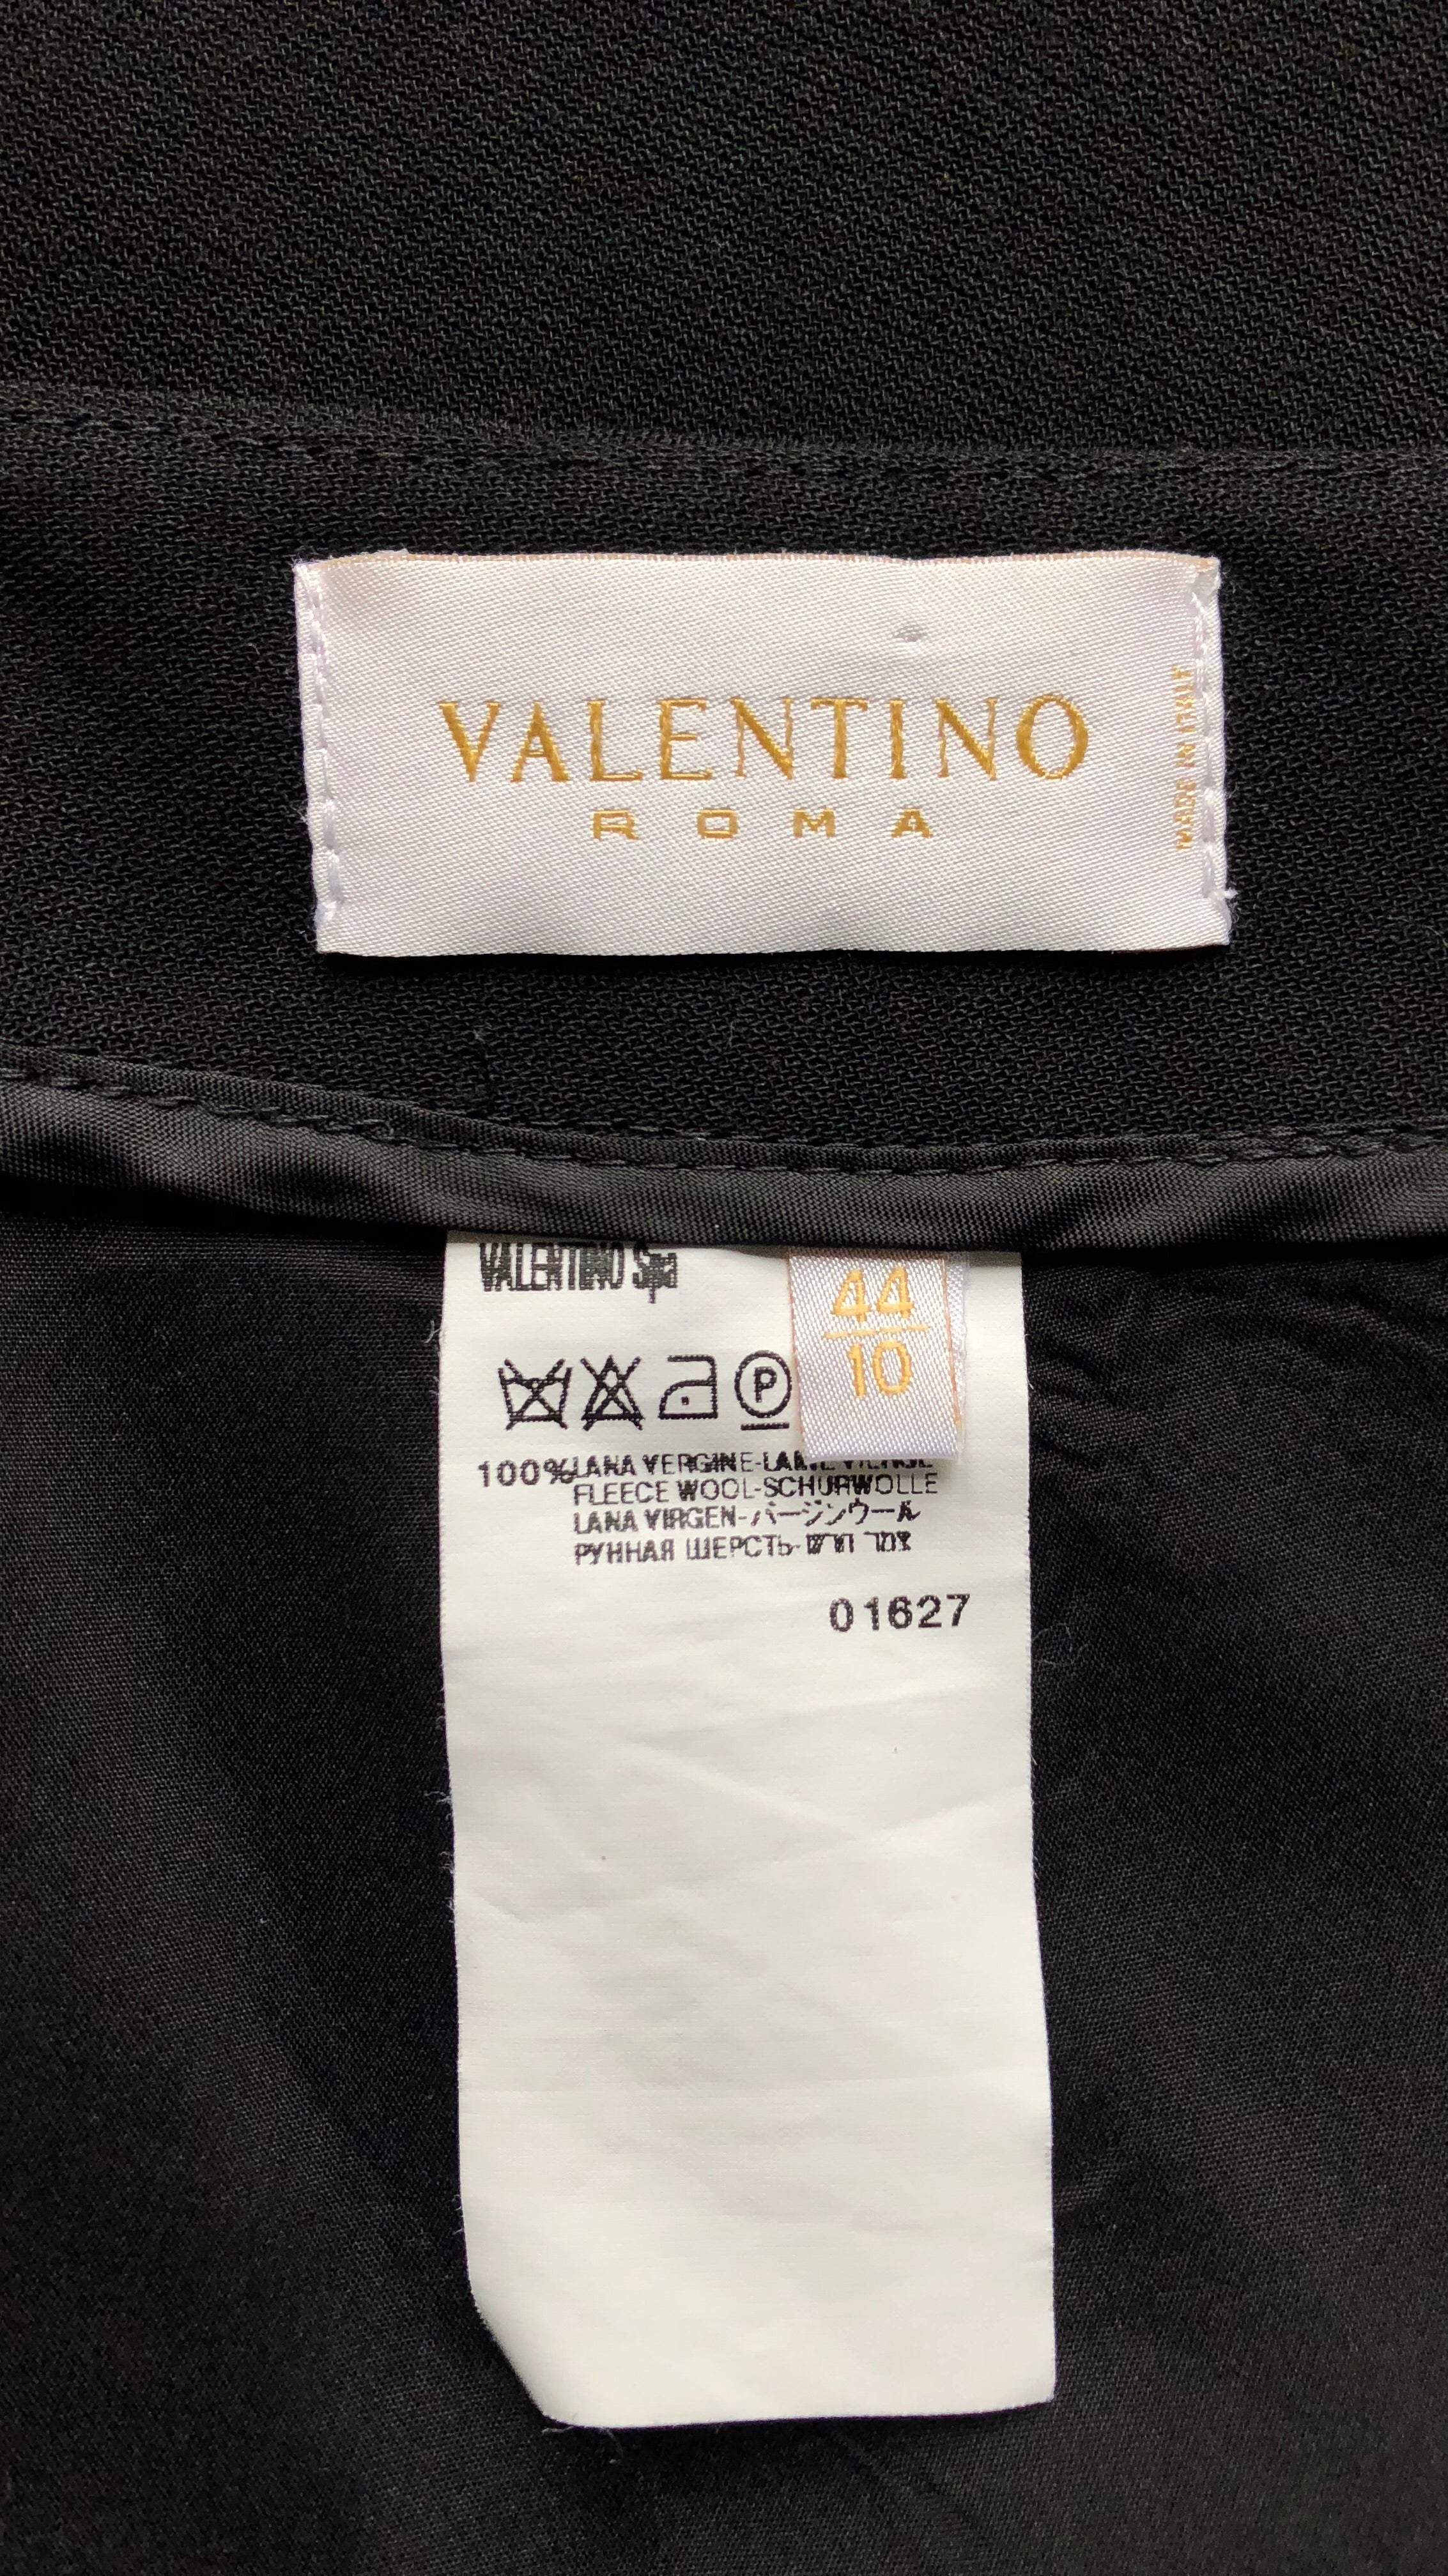 VALENTINO
ROMA
MADE IN ITALY
VALENTINO Spa
44
10
P
100% LANA VERGINE-LAINE VIERGE
FLEECE WOOL-SCHURWOLLE
LANA VIRGEN-バージンウール
РУННАЯ ШЕРСТЬ-
01627